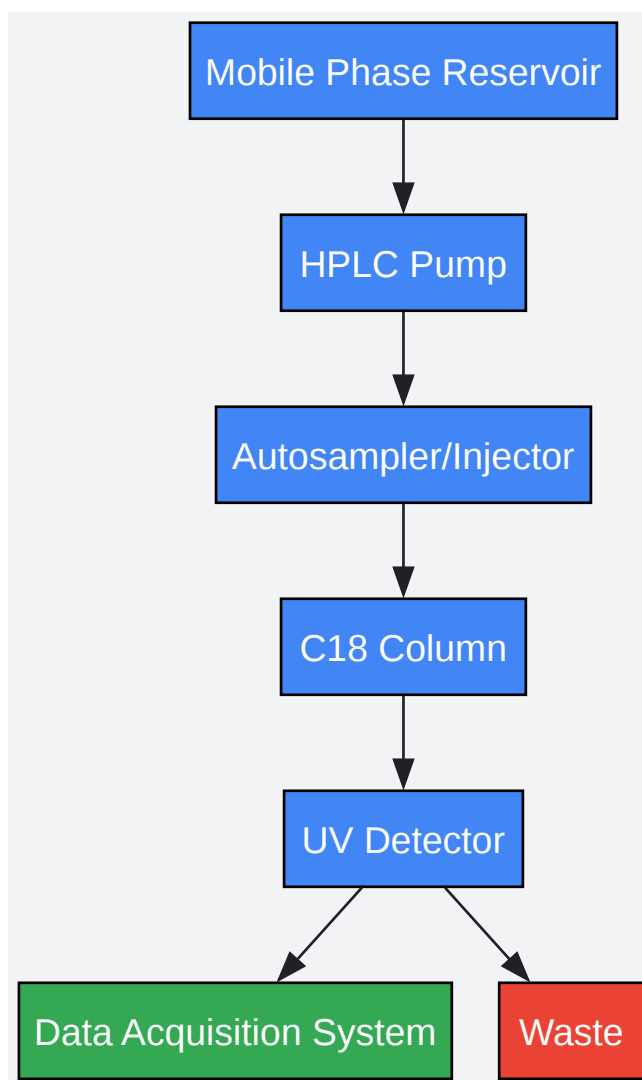 Mobile Phase Reservoir
HPLC Pump
Autosampler/Injector
C18 Column
UV Detector
Data Acquisition System
Waste